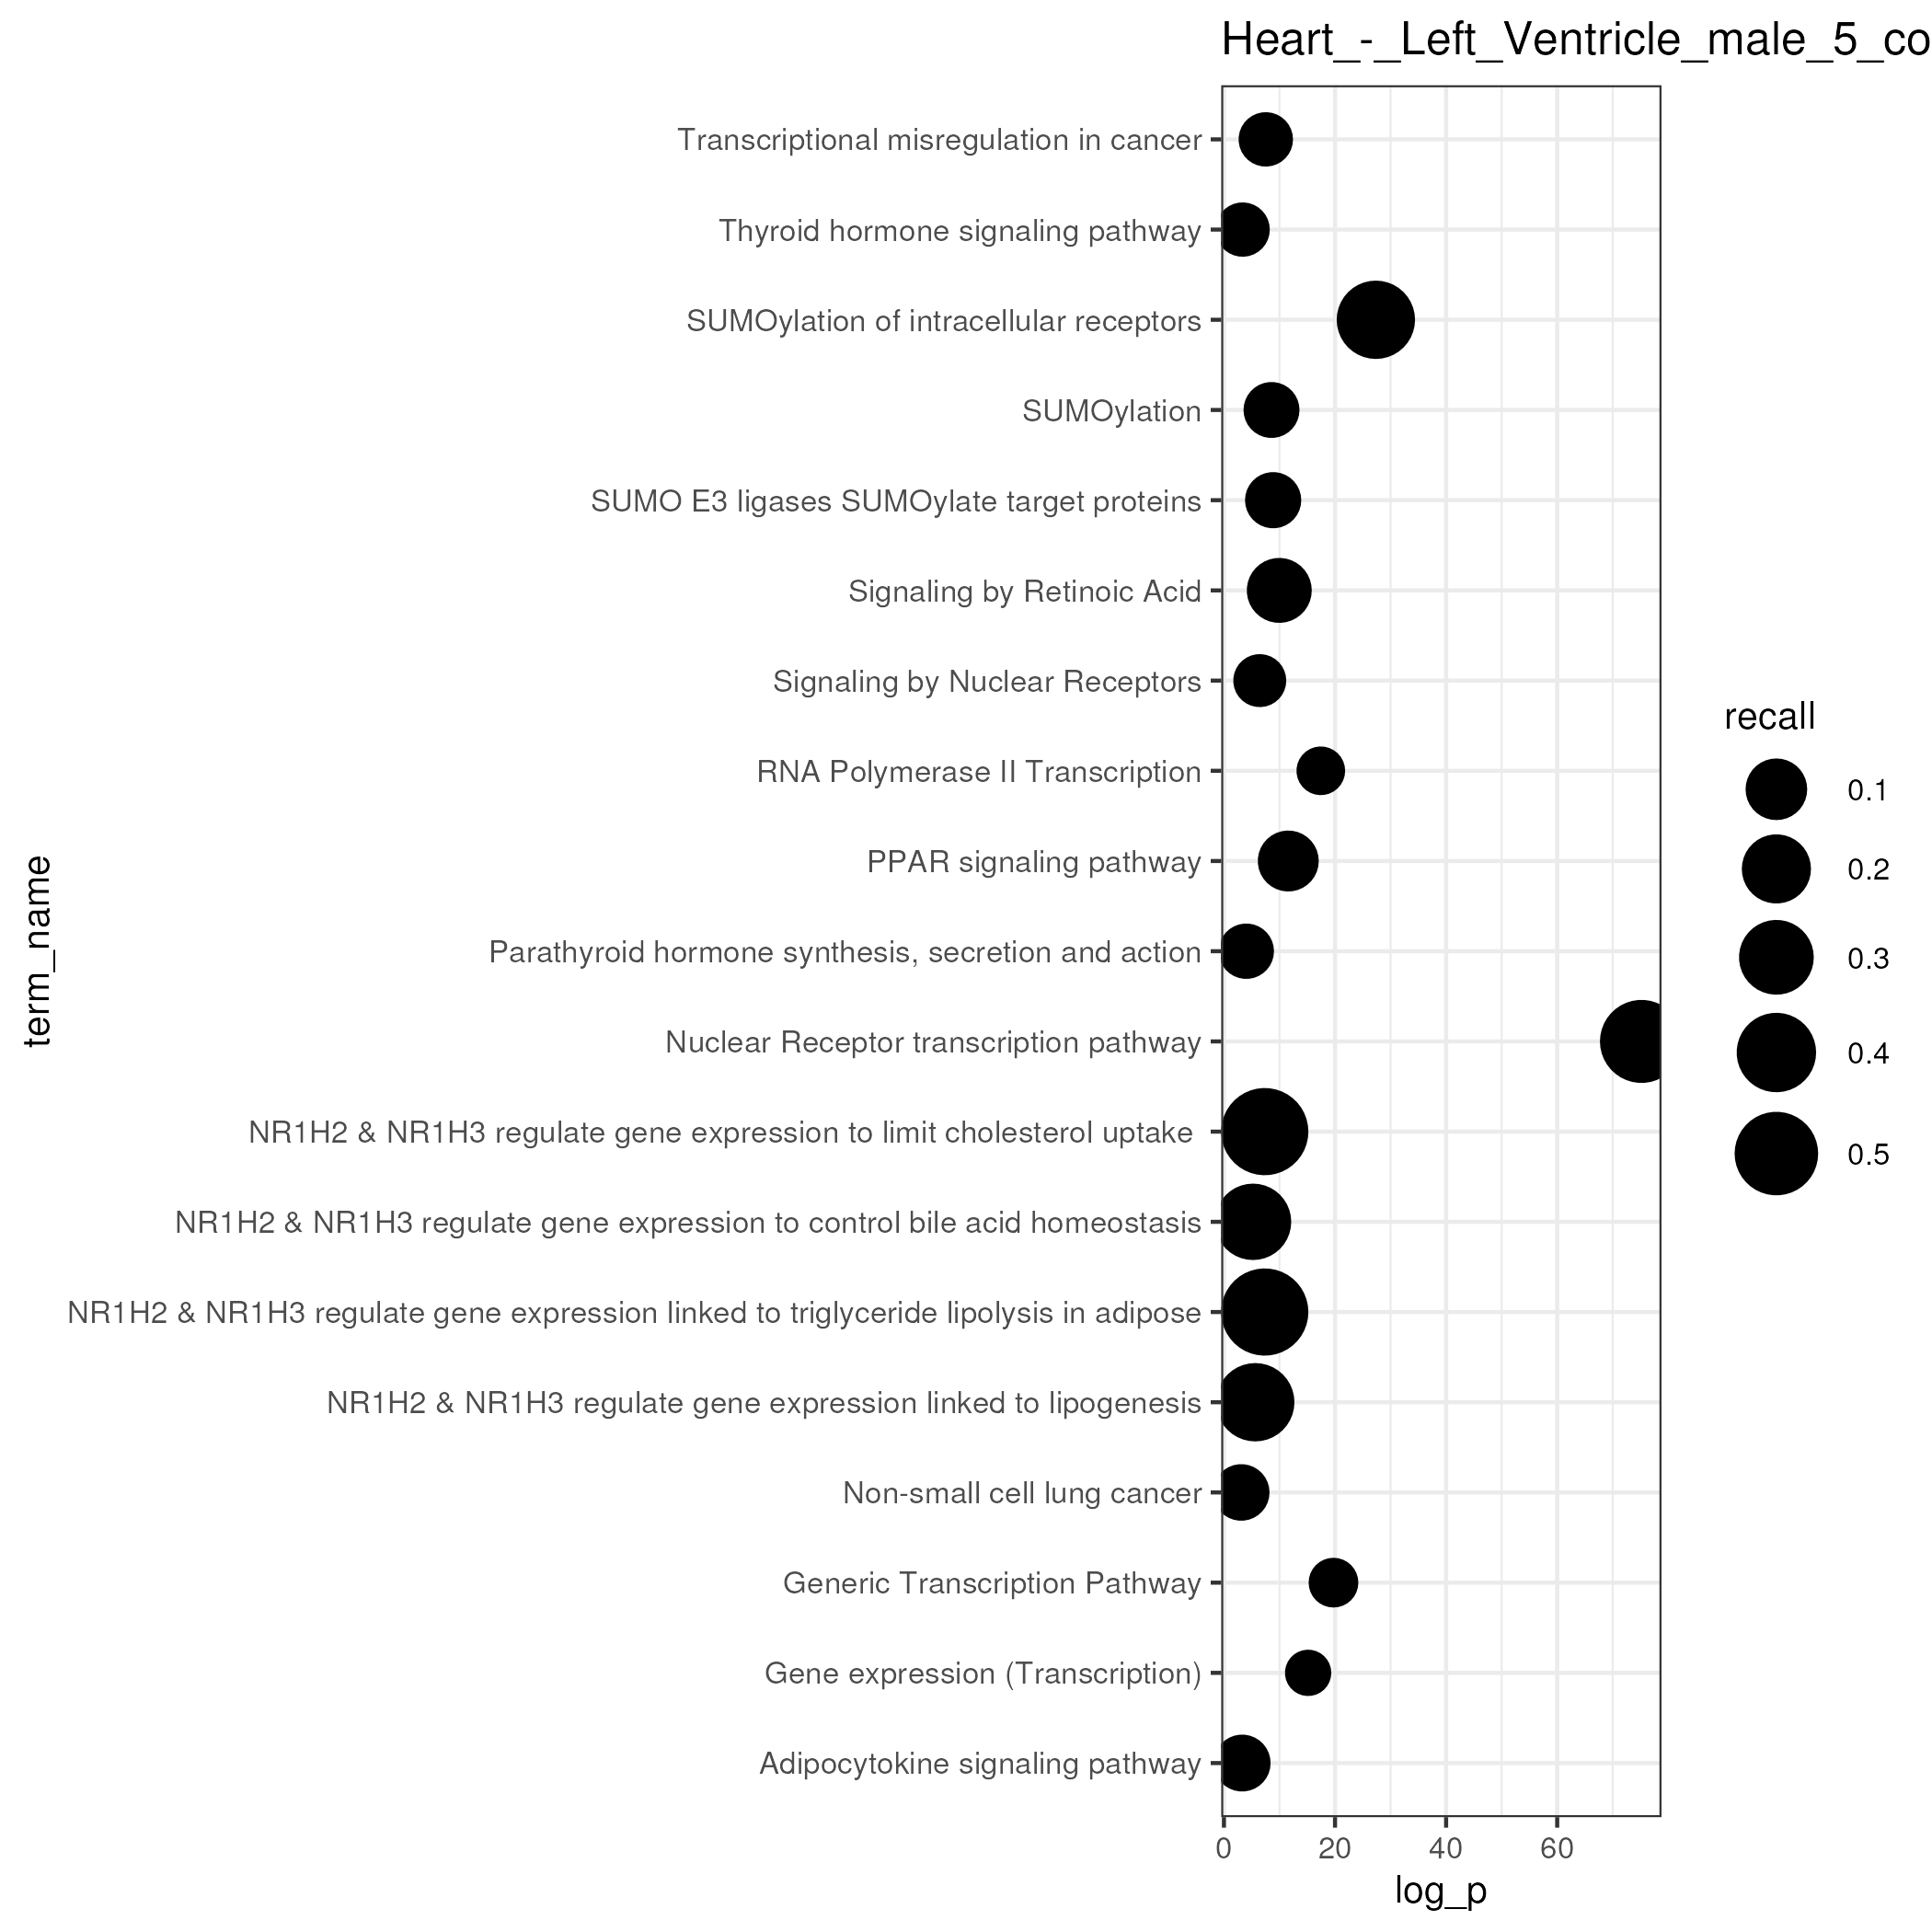 Heart_-_Left_Ventricle_male_5_co
Transcriptional misregulation in cancer
Thyroid hormone signaling pathway
SUMOylation of intracellular receptors
SUMOylation
SUMO E3 ligases SUMOylate target proteins
Signaling by Retinoic Acid
Signaling by Nuclear Receptors
RNA Polymerase II Transcription
PPAR signaling pathway
Parathyroid hormone synthesis, secretion and action
Nuclear Receptor transcription pathway
NR1H2 & NR1H3 regulate gene expression to limit cholesterol uptake
NR1H2 & NR1H3 regulate gene expression to control bile acid homeostasis
NR1H2 & NR1H3 regulate gene expression linked to triglyceride lipolysis in adipose
NR1H2 & NR1H3 regulate gene expression linked to lipogenesis
Non-small cell lung cancer
Generic Transcription Pathway
Gene expression (Transcription)
Adipocytokine signaling pathway
term_name
0 20 40 60
log_p
recall
0.1
0.2
0.3
0.4
0.5